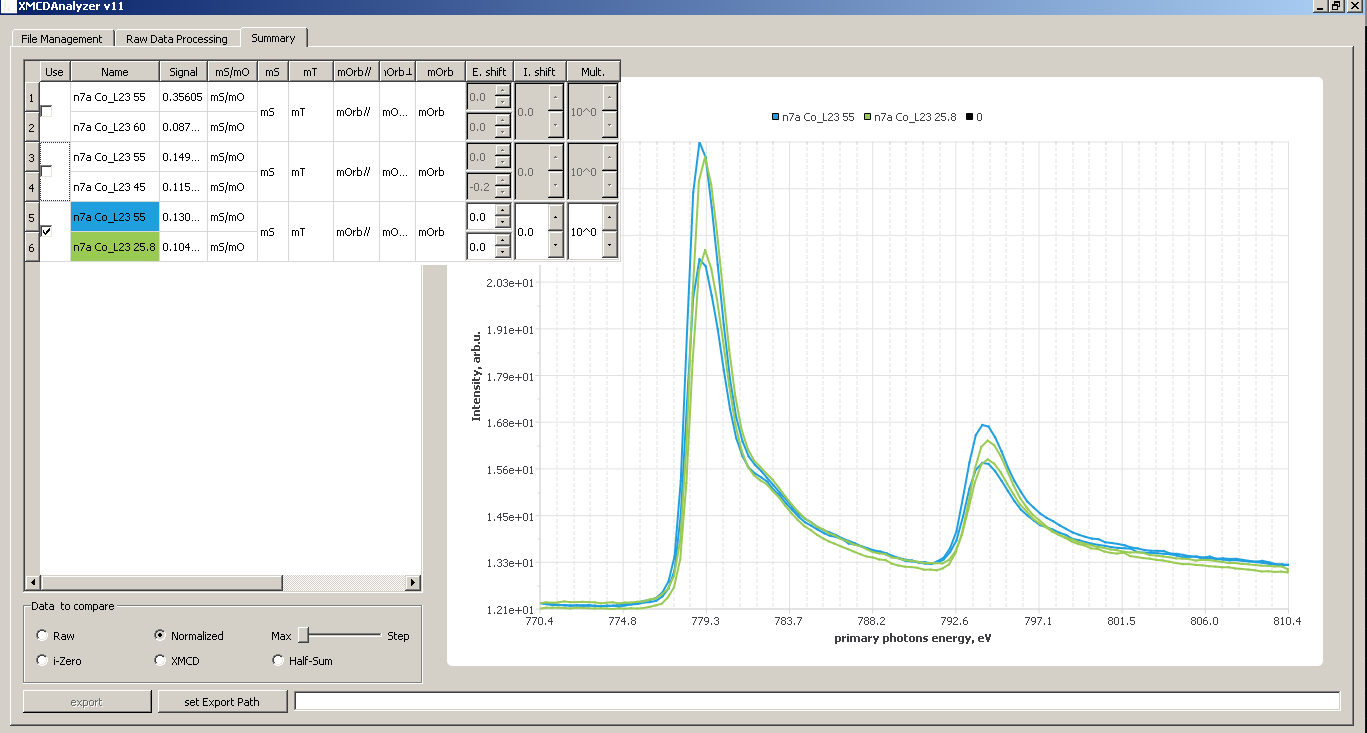 XMCDAnalyzer v11
File Management Raw Data Processing Summary
Use Name Signal mS/mO mS mT mOrb// mOrb⊥ mOrb E. shift I. shift Mult.
1 n7a Co_L23 55 0.35605 mS/mO mS mT mOrb// mO... mOrb 0.0 0.0 10^0
2 n7a Co_L23 60 0.087... mS/mO 0.0
3 n7a Co_L23 55 0.149... mS/mO mS mT mOrb// mO... mOrb 0.0 0.0 10^0
4 n7a Co_L23 45 0.115... mS/mO -0.2
5 n7a Co_L23 55 0.130... mS/mO mS mT mOrb// mO... mOrb 0.0 0.0 10^0
6 n7a Co_L23 25.8 0.104... mS/mO 0.0
n7a Co_L23 55 n7a Co_L23 25.8 0
2.03e+01
1.91e+01
1.79e+01
1.68e+01
1.56e+01
1.45e+01
1.33e+01
1.21e+01
Intensity, arb.u.
770.4 774.8 779.3 783.7 788.2 792.6 797.1 801.5 806.0 810.4
primary photons energy, eV
Data to compare
Raw Normalized Max Step
i-Zero XMCD Half-Sum
export set Export Path